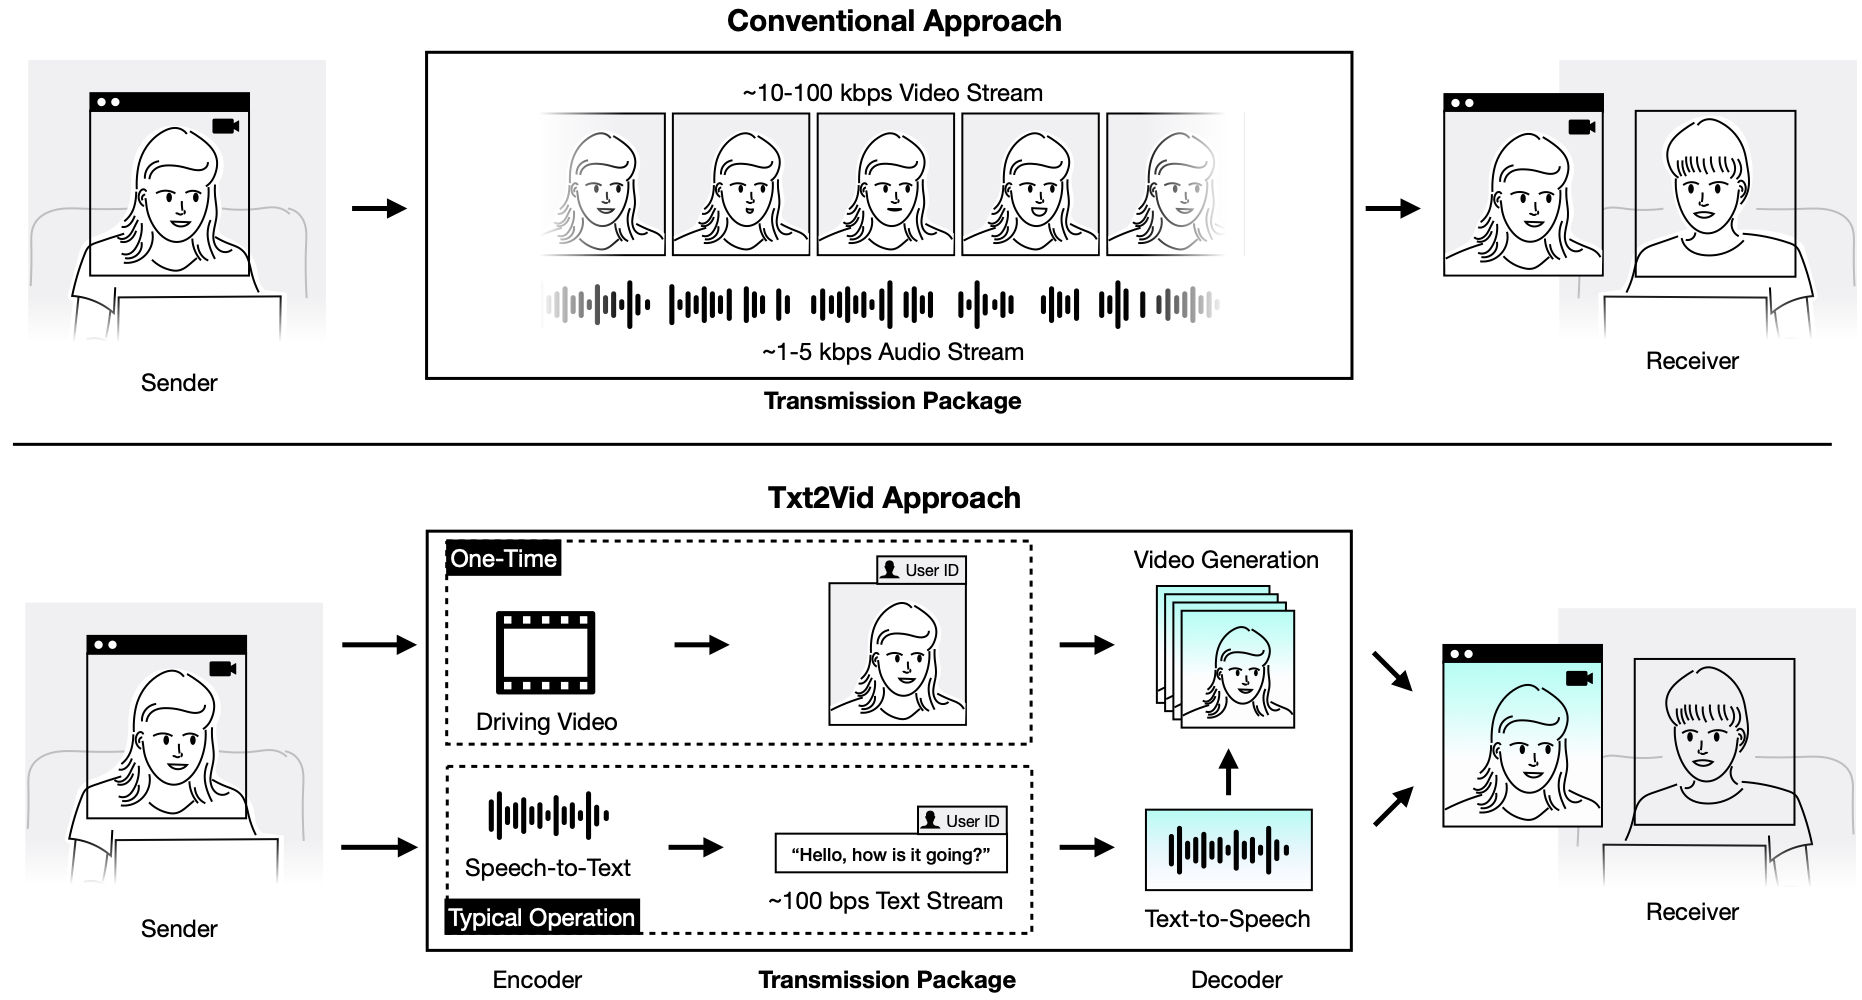 Conventional Approach
~10-100 kbps Video Stream
~1-5 kbps Audio Stream
Sender
Receiver
Transmission Package
Txt2Vid Approach
One-Time
User ID
Video Generation
Driving Video
User ID
“Hello, how is it going?”
Speech-to-Text
~100 bps Text Stream
Typical Operation
Text-to-Speech
Sender
Receiver
Encoder
Transmission Package
Decoder